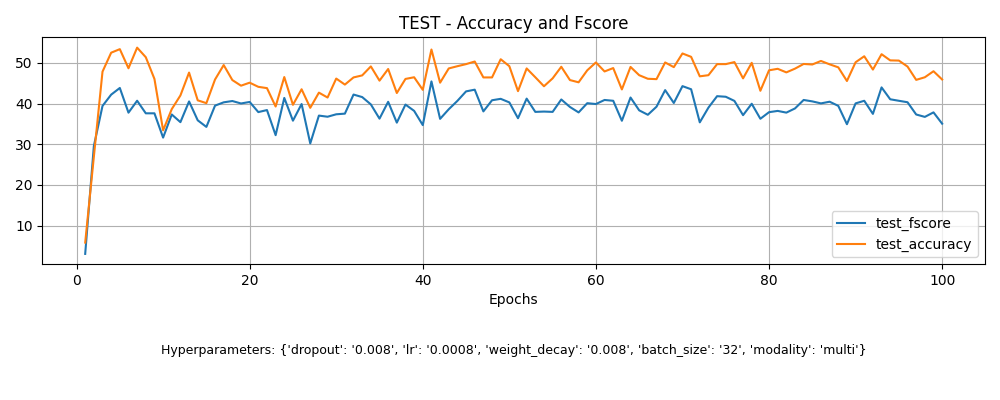 TEST - Accuracy and Fscore
50
40
30
20
10
0 20 40 60 80 100
Epochs
test_fscore
test_accuracy
Hyperparameters: {'dropout': '0.008', 'lr': '0.0008', 'weight_decay': '0.008', 'batch_size': '32', 'modality': 'multi'}